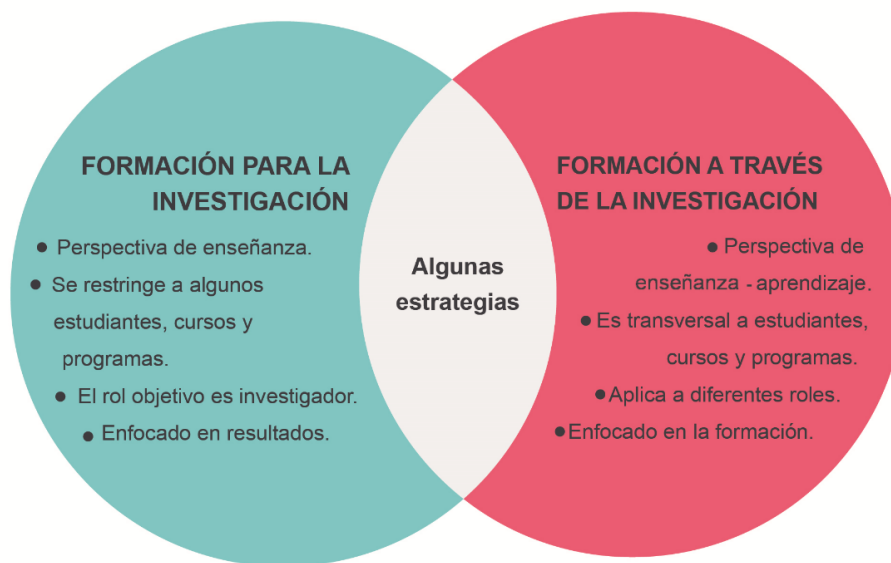 FORMACIÓN PARA LA
INVESTIGACIÓN
● Perspectiva de enseñanza.
● Se restringe a algunos
estudiantes, cursos y
programas.
● El rol objetivo es investigador.
● Enfocado en resultados.
Algunas
estrategias
FORMACIÓN A TRAVÉS
DE LA INVESTIGACIÓN
● Perspectiva de
enseñanza - aprendizaje.
● Es transversal a estudiantes,
cursos y programas.
● Aplica a diferentes roles.
● Enfocado en la formación.